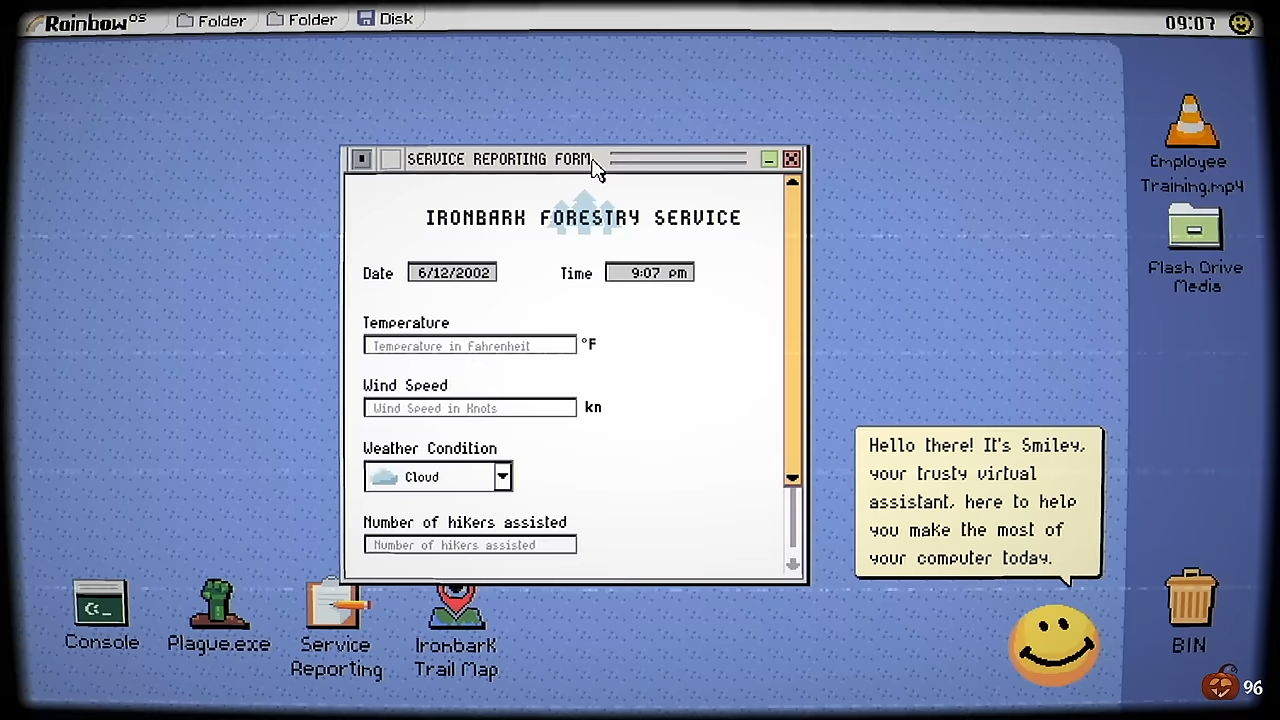 RainbowOS
Folder
Folder
Disk
09:07
SERVICE REPORTING FORM
IRONBARK FORESTRY SERVICE
Date 6/12/2002 Time 9:07 pm
Temperature
Temperature in Fahrenheit °F
Wind Speed
Wind Speed in Knots kn
Weather Condition
Cloud
Number of hikers assisted
Number of hikers assisted
Employee
Training.mp4
Flash Drive
Media
Hello there! It's Smiley,
your trusty virtual
assistant, here to help
you make the most of
your computer today.
Console
Plague.exe
Service
Reporting
Ironbark
Trail Map
BIN
96